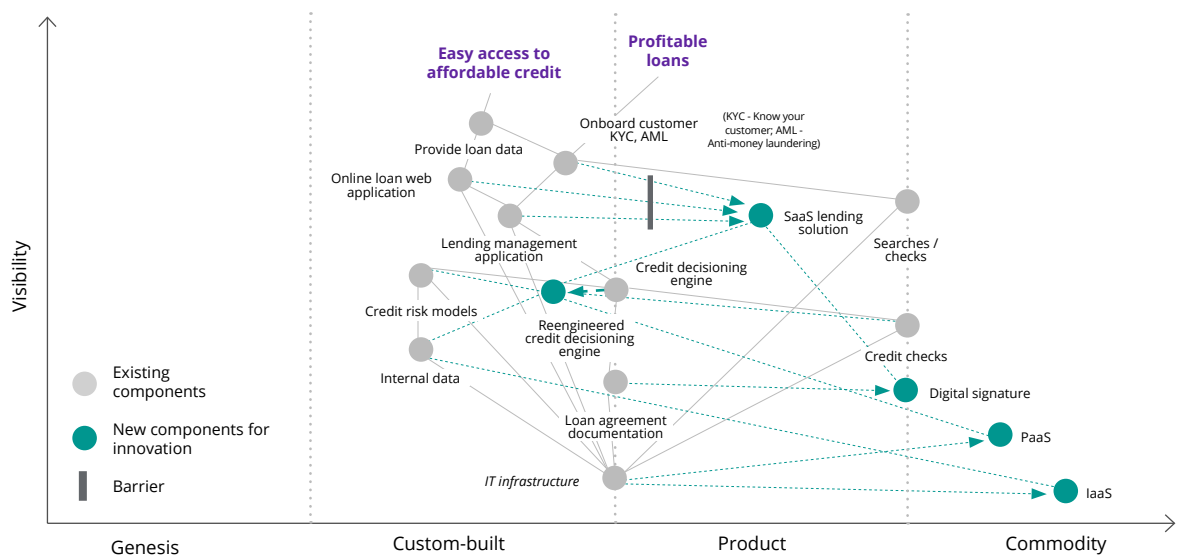 Easy access to
affordable credit
Profitable
loans
Onboard customer
KYC, AML
(KYC - Know your
customer; AML -
Anti-money laundering)
Provide loan data
Online loan web
application
SaaS lending
solution
Lending management
application
Searches /
checks
Credit decisioning
engine
Credit risk models
Reengineered
credit decisioning
engine
Credit checks
Internal data
Digital signature
Loan agreement
documentation
PaaS
IT infrastructure
IaaS
Existing
components
New components for
innovation
Barrier
Visibility
Genesis
Custom-built
Product
Commodity